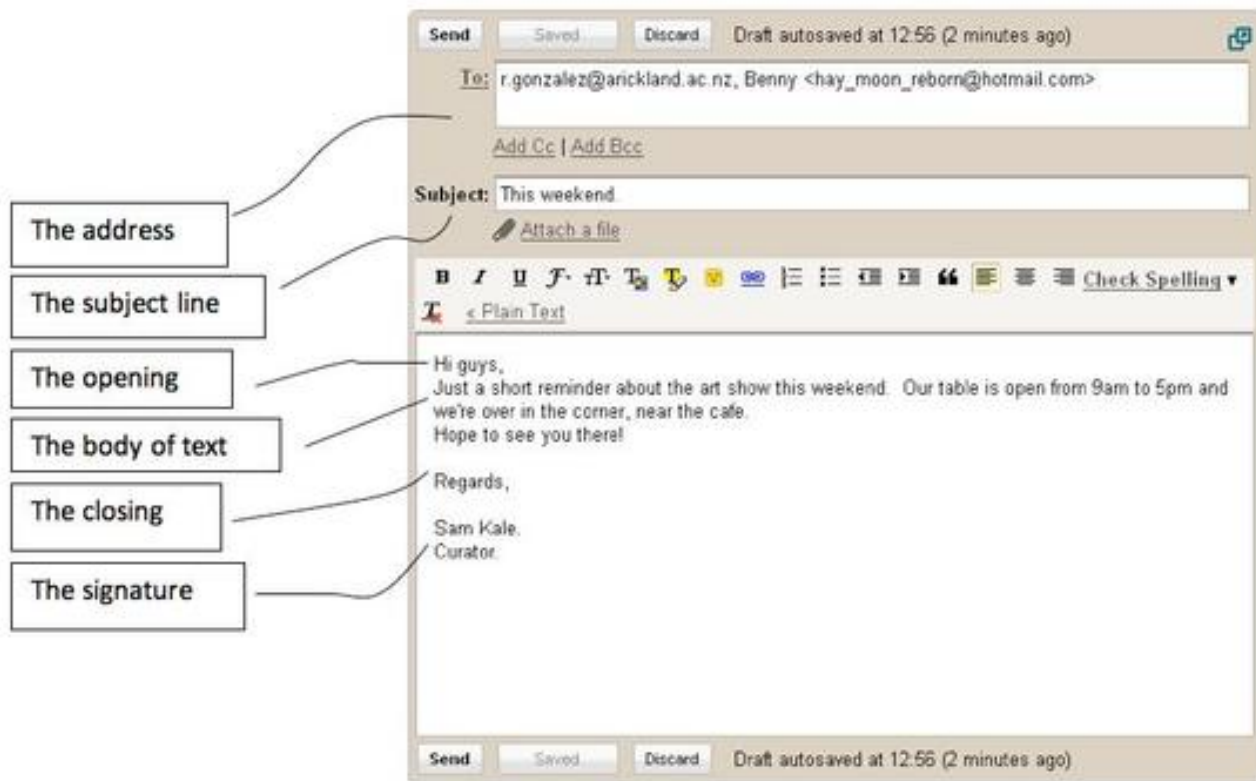 Send Saved Discard Draft autosaved at 12:56 (2 minutes ago)
To: r.gonzalez@arickland.ac.nz, Benny <hay_moon_reborn@hotmail.com>
Add Cc | Add Bcc
The address
Subject: This weekend.
Attach a file
The subject line
B I U Check Spelling
« Plain Text
The opening
Hi guys,
The body of text
Just a short reminder about the art show this weekend. Our table is open from 9am to 5pm and
we're over in the corner, near the cafe.
Hope to see you there!
The closing
Regards,
The signature
Sam Kale.
Curator.
Send Saved Discard Draft autosaved at 12:56 (2 minutes ago)